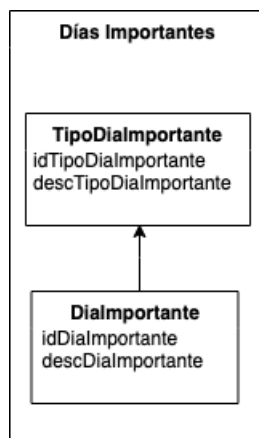 Días Importantes
TipoDiaImportante
idTipoDiaImportante
descTipoDiaImportante
DiaImportante
idDiaImportante
descDiaImportante